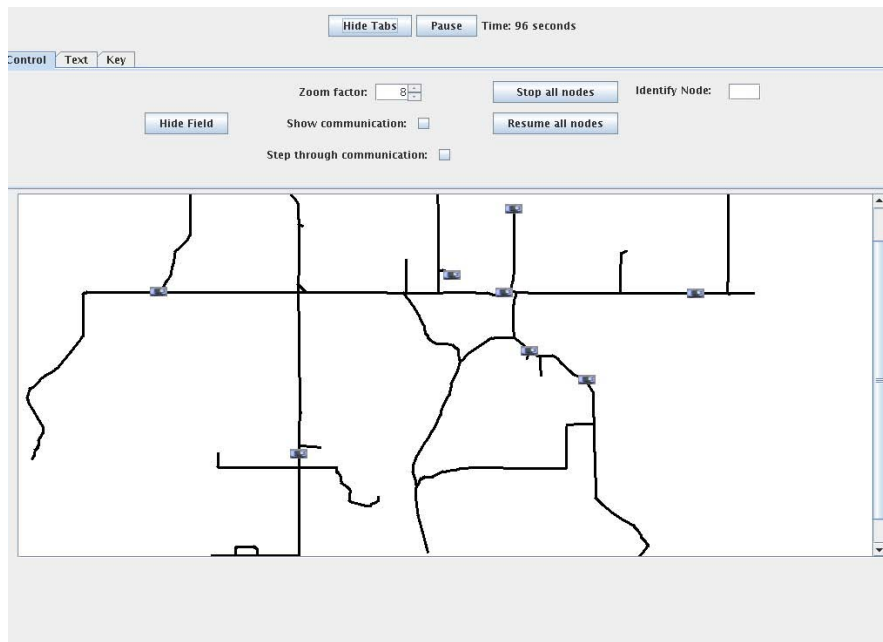 Hide Tabs Pause Time: 96 seconds
Control Text Key
Zoom factor: 8 Stop all nodes Identify Node:
Hide Field Show communication: Resume all nodes
Step through communication: